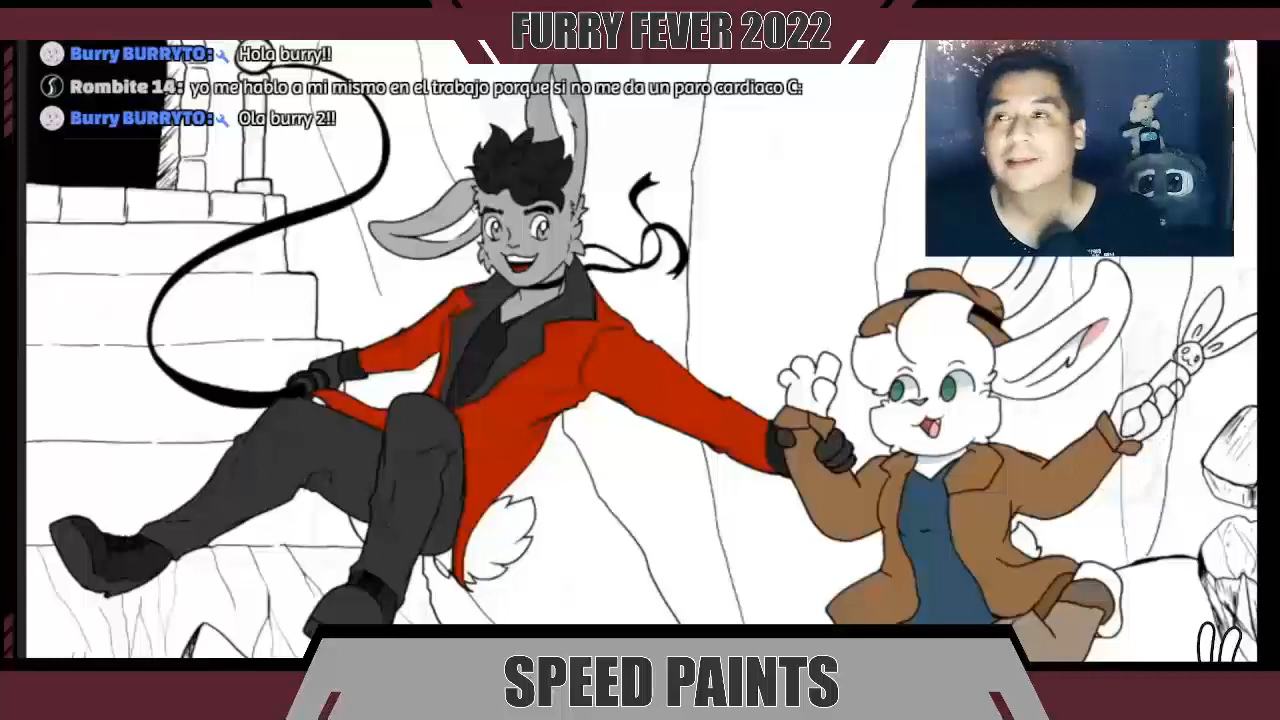 FURRY FEVER 2022
Burry BURRYTO: Hola burry!!
Rombite 14: yo me hablo a mi mismo en el trabajo porque si no me da un paro cardiaco C:
Burry BURRYTO: Ola burry 2!!
SPEED PAINTS